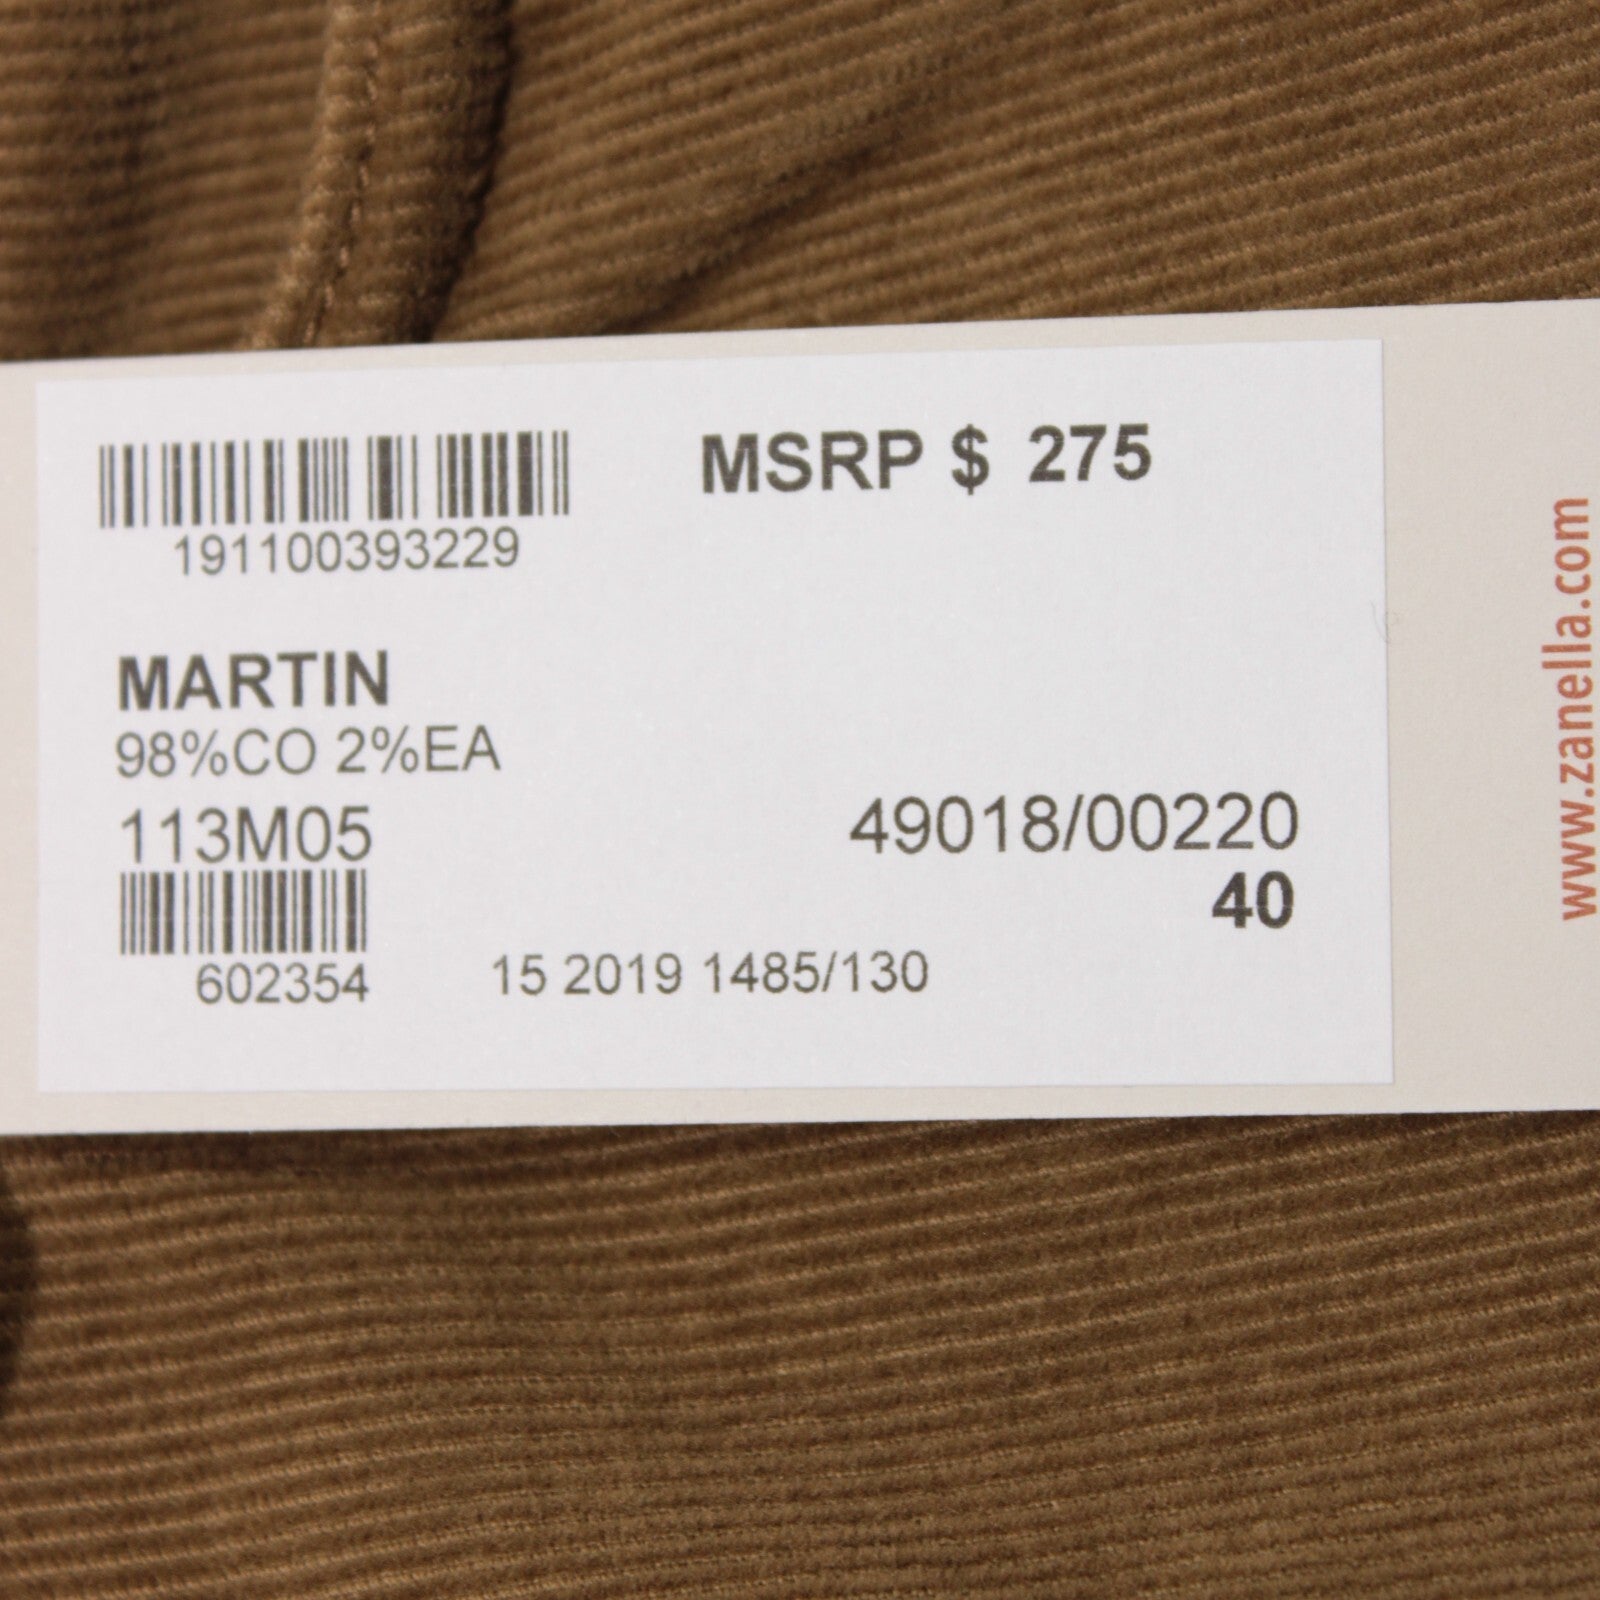 MSRP $ 275
191100393229
MARTIN
98%CO 2%EA
113M05
49018/00220
40
602354
15 2019 1485/130
www.zanella.com